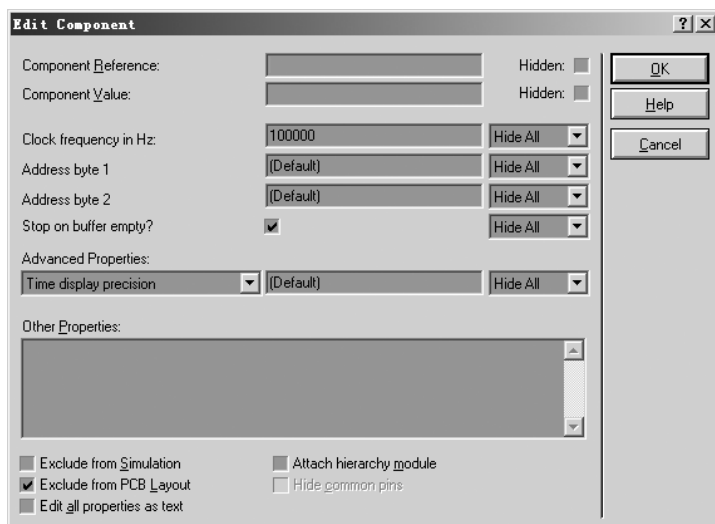 Edit Component
Component Reference: Hidden: OK
Component Value: Hidden: Help
Clock frequency in Hz: 100000 Hide All Cancel
Address byte 1 (Default) Hide All
Address byte 2 (Default) Hide All
Stop on buffer empty? Hide All
Advanced Properties:
Time display precision (Default) Hide All
Other Properties:
Exclude from Simulation Attach hierarchy module
Exclude from PCB Layout Hide common pins
Edit all properties as text